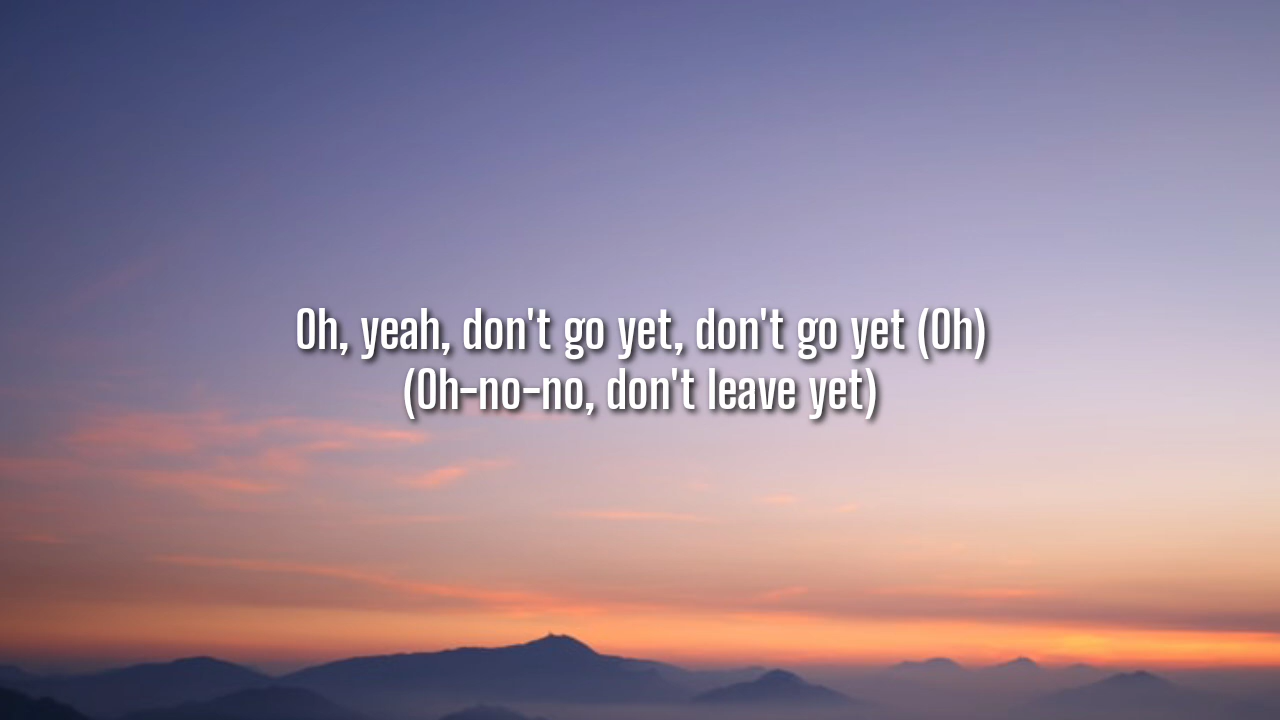 Oh, yeah, don't go yet, don't go yet (Oh)
(Oh-no-no, don't leave yet)